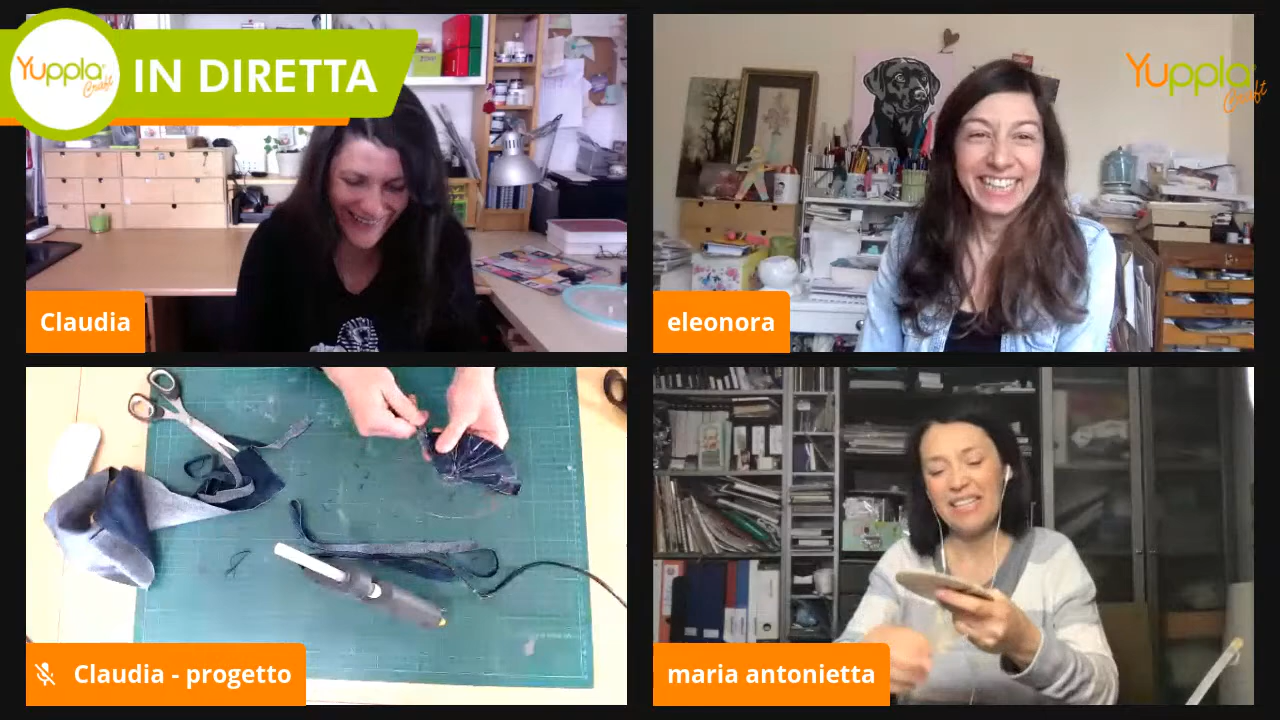 Yuppla
Craft
IN DIRETTA
Yuppla
Craft
Claudia
eleonora
Claudia - progetto
maria antonietta